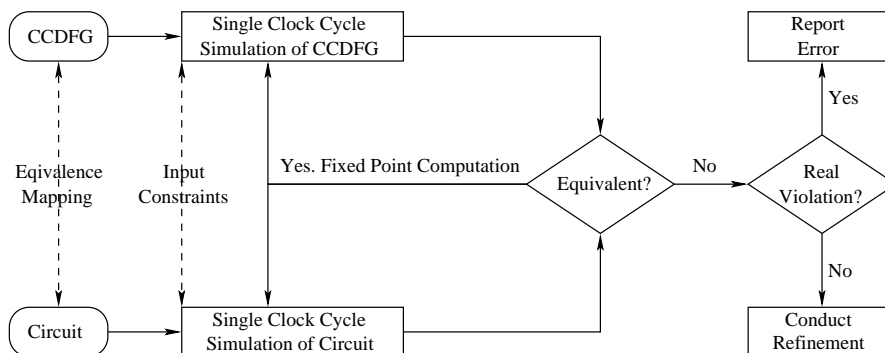 CCDFG
Single Clock Cycle
Simulation of CCDFG
Report
Error
Yes
Eqivalence
Mapping
Input
Constraints
Yes. Fixed Point Computation
Equivalent?
No
Real
Violation?
No
Circuit
Single Clock Cycle
Simulation of Circuit
Conduct
Refinement